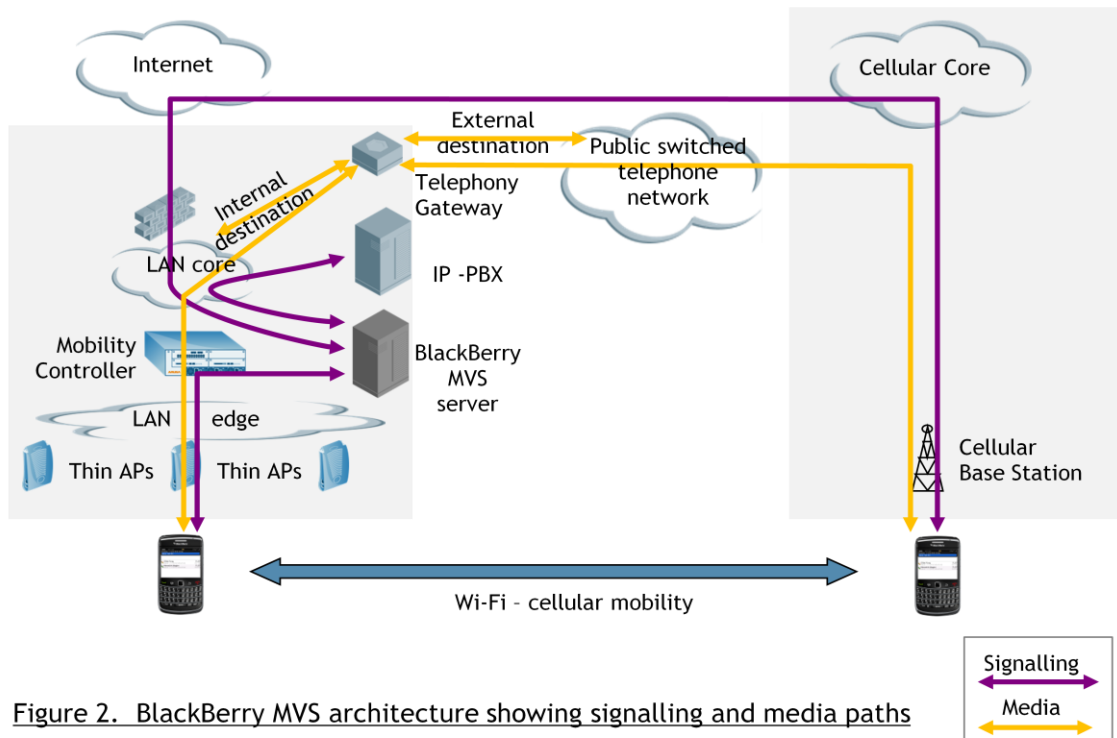 Internet
Cellular Core
External
destination
Public switched
telephone
network
Internal
destination
Telephony
Gateway
LAN core
IP -PBX
Mobility
Controller
BlackBerry
MVS
server
LAN edge
Thin APs
Thin APs
Cellular
Base Station
Wi-Fi – cellular mobility
Signalling
Media
Figure 2. BlackBerry MVS architecture showing signalling and media paths